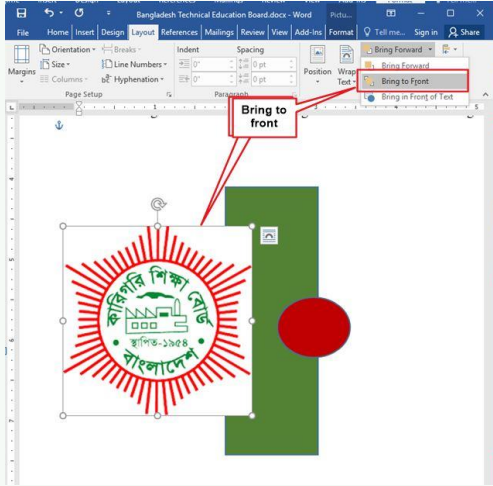 Bangladesh Technical Education Board.docx - Word
Pictu...
File Home Insert Design Layout References Mailings Review View Add-Ins Format Tell me... Sign in Share
Margins
Orientation
Size
Columns
Breaks
Line Numbers
Hyphenation
Page Setup
Indent
0"
0"
Spacing
0 pt
0 pt
Paragraph
Position
Wrap
Text
Bring Forward
Bring Forward
Bring to Front
Bring in Front of Text
Bring to
front
কারিগরি শিক্ষা বোর্ড
স্থাপিত-১৯৫৪
বাংলাদেশ